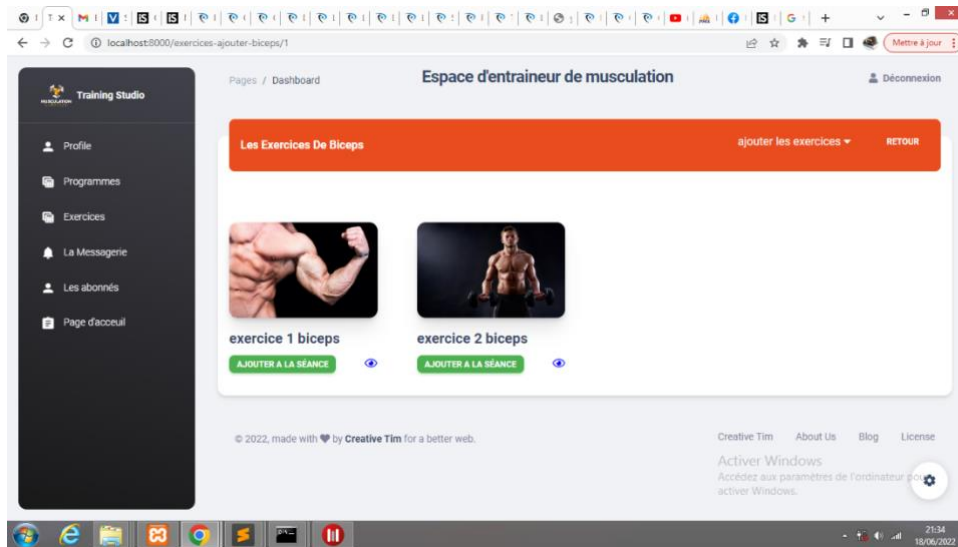 localhost:8000/exercices-ajouter-biceps/1
Mettre à jour
MUSCULATION
Training Studio
Profile
Programmes
Exercices
La Messagerie
Les abonnés
Page d'acceuil
Pages / Dashboard
Espace d'entraineur de musculation
Déconnexion
Les Exercices De Biceps
ajouter les exercices
RETOUR
exercice 1 biceps
exercice 2 biceps
AJOUTER A LA SÉANCE
AJOUTER A LA SÉANCE
© 2022, made with by Creative Tim for a better web.
Creative Tim
About Us
Blog
License
Activer Windows
Accédez aux paramètres de l'ordinateur pour
activer Windows.
21:34
18/06/2022